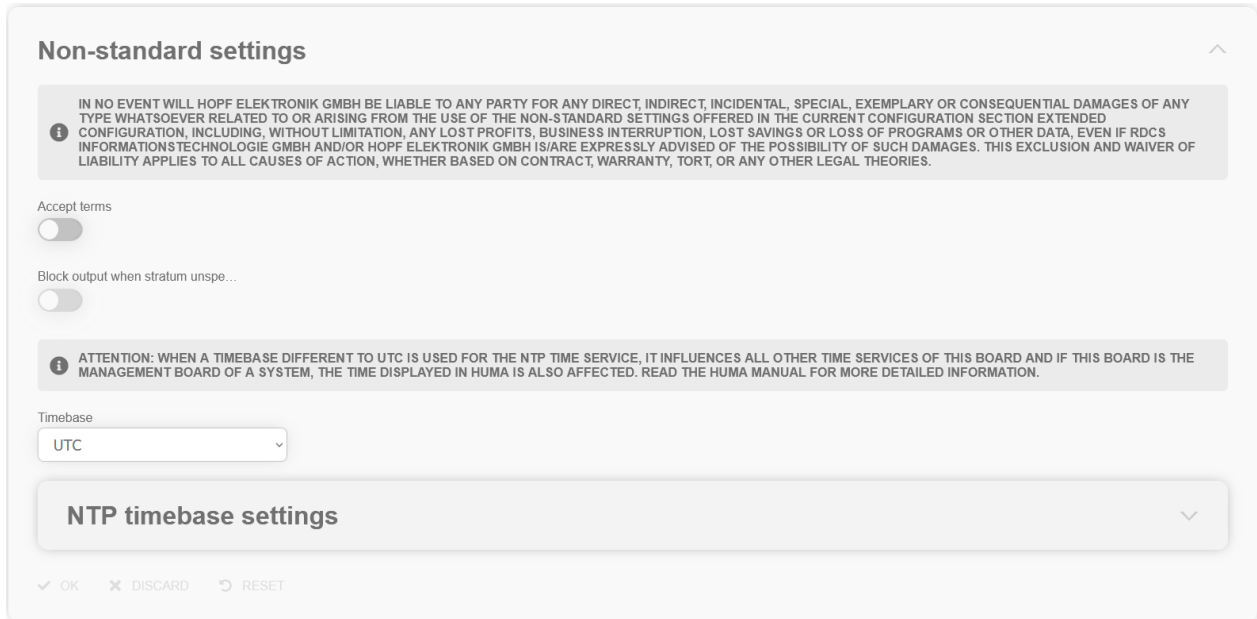 Non-standard settings
IN NO EVENT WILL HOPF ELEKTRONIK GMBH BE LIABLE TO ANY PARTY FOR ANY DIRECT, INDIRECT, INCIDENTAL, SPECIAL, EXEMPLARY OR CONSEQUENTIAL DAMAGES OF ANY
TYPE WHATSOEVER RELATED TO OR ARISING FROM THE USE OF THE NON-STANDARD SETTINGS OFFERED IN THE CURRENT CONFIGURATION SECTION EXTENDED
CONFIGURATION, INCLUDING, WITHOUT LIMITATION, ANY LOST PROFITS, BUSINESS INTERRUPTION, LOST SAVINGS OR LOSS OF PROGRAMS OR OTHER DATA, EVEN IF RDCS
INFORMATIONSTECHNOLOGIE GMBH AND/OR HOPF ELEKTRONIK GMBH IS/ARE EXPRESSLY ADVISED OF THE POSSIBILITY OF SUCH DAMAGES. THIS EXCLUSION AND WAIVER OF
LIABILITY APPLIES TO ALL CAUSES OF ACTION, WHETHER BASED ON CONTRACT, WARRANTY, TORT, OR ANY OTHER LEGAL THEORIES.
Accept terms
Block output when stratum unspe...
ATTENTION: WHEN A TIMEBASE DIFFERENT TO UTC IS USED FOR THE NTP TIME SERVICE, IT INFLUENCES ALL OTHER TIME SERVICES OF THIS BOARD AND IF THIS BOARD IS THE
MANAGEMENT BOARD OF A SYSTEM, THE TIME DISPLAYED IN HUMA IS ALSO AFFECTED. READ THE HUMA MANUAL FOR MORE DETAILED INFORMATION.
Timebase
UTC
NTP timebase settings
OK DISCARD RESET